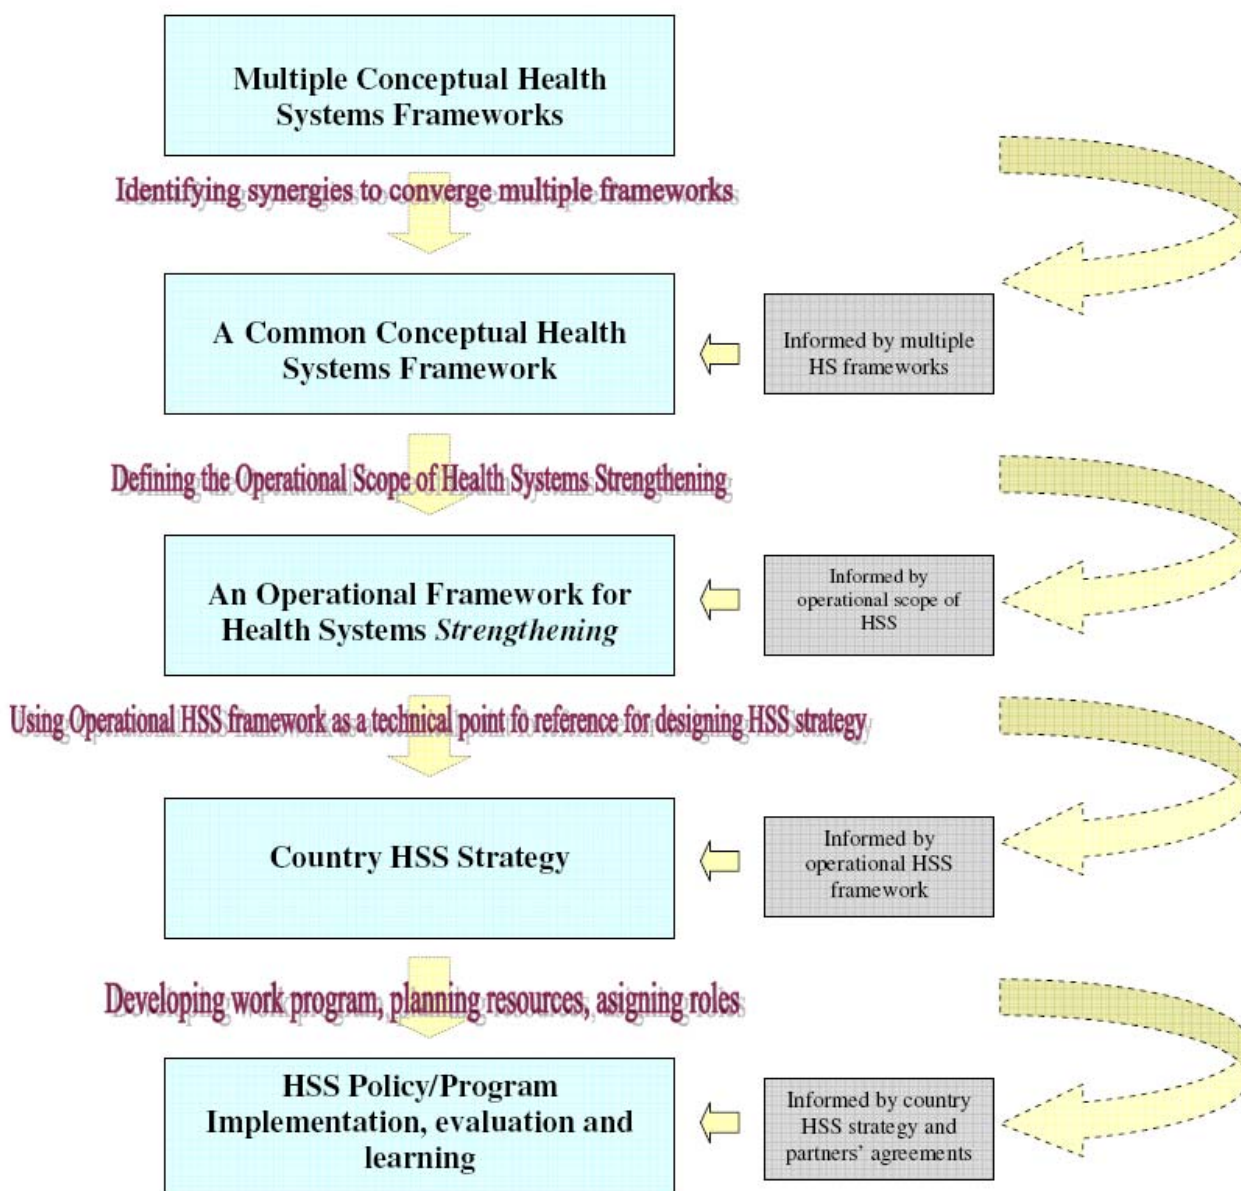 Multiple Conceptual Health
Systems Frameworks
Identifying synergies to converge multiple frameworks
A Common Conceptual Health
Systems Framework
Informed by multiple
HS frameworks
Defining the Operational Scope of Health Systems Strengthening
An Operational Framework for
Health Systems Strengthening
Informed by
operational scope of
HSS
Using Operational HSS framework as a technical point fo reference for designing HSS strategy
Country HSS Strategy
Informed by
operational HSS
framework
Developing work program, planning resources, asigning roles
HSS Policy/Program
Implementation, evaluation and
learning
Informed by country
HSS strategy and
partners' agreements